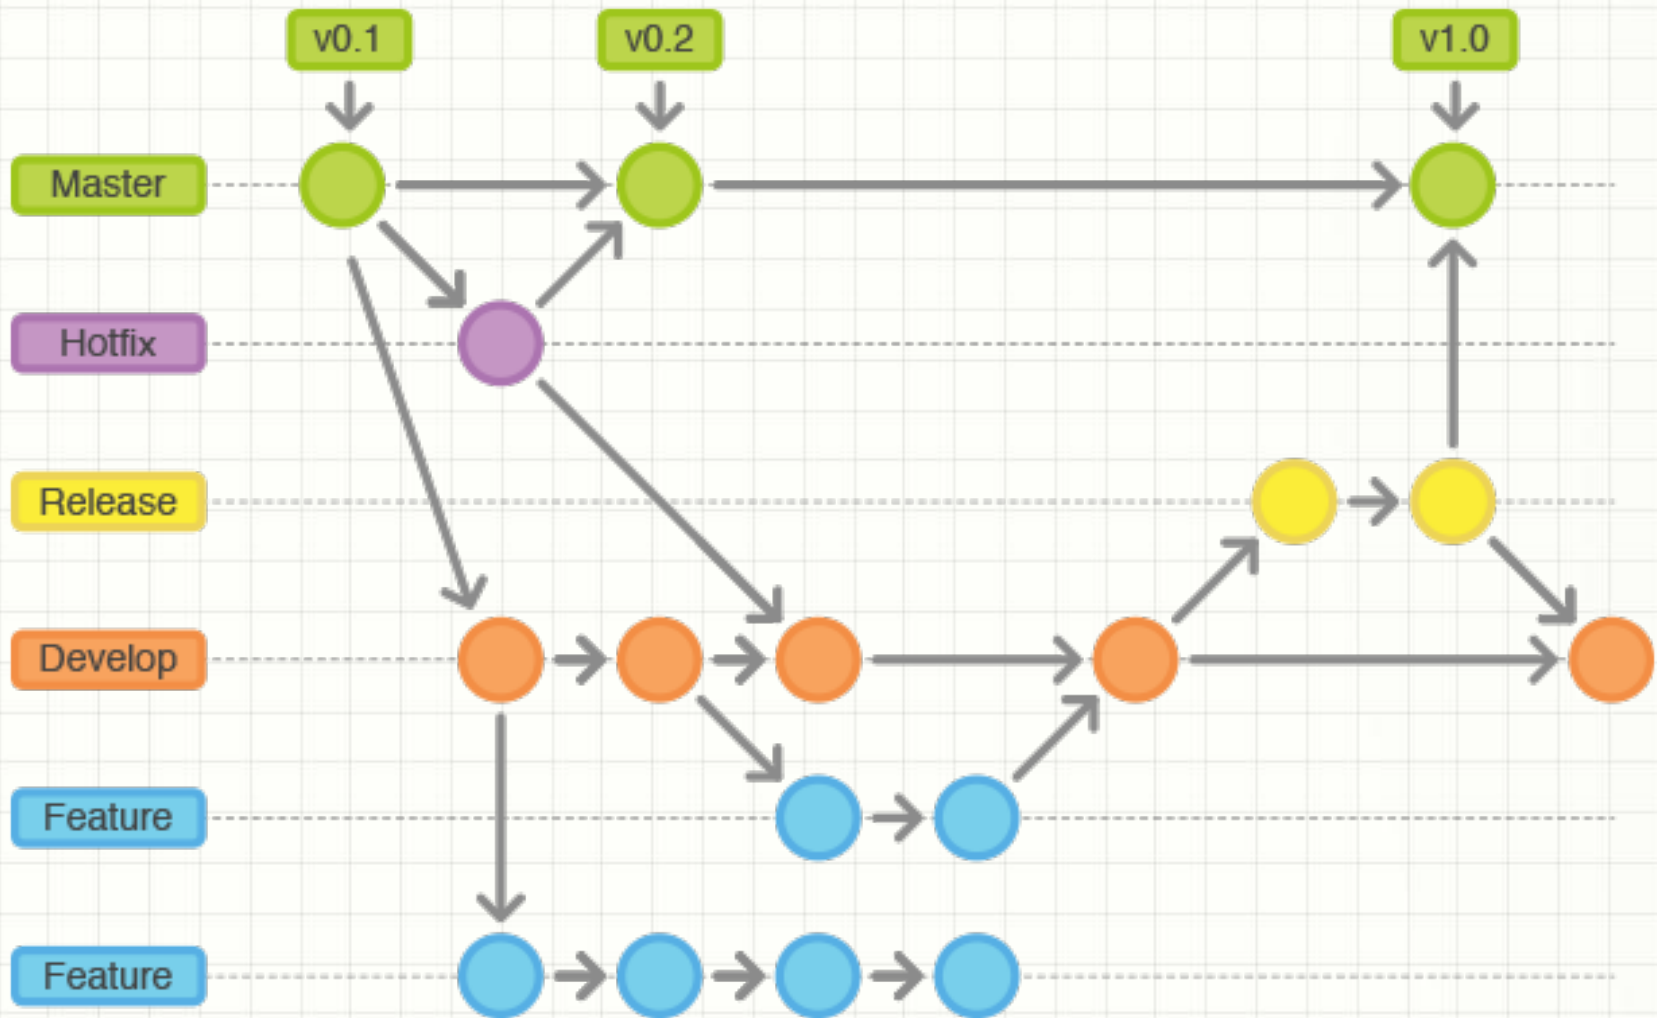 v0.1
v0.2
v1.0
Master
Hotfix
Release
Develop
Feature
Feature